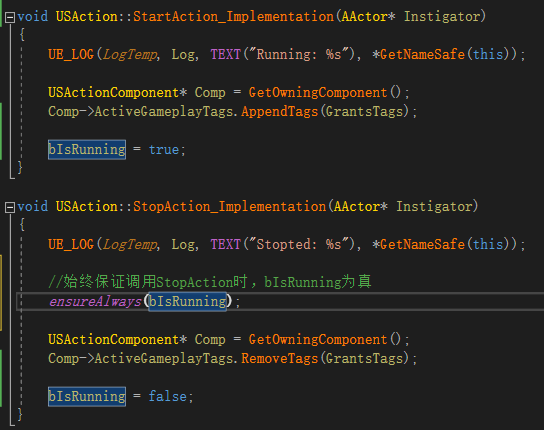 void USAction::StartAction_Implementation(AActor* Instigator)
{
UE_LOG(LogTemp, Log, TEXT("Running: %s"), *GetNameSafe(this));
USActionComponent* Comp = GetOwningComponent();
Comp->ActiveGameplayTags.AppendTags(GrantsTags);
bIsRunning = true;
}
void USAction::StopAction_Implementation(AActor* Instigator)
{
UE_LOG(LogTemp, Log, TEXT("Stopted: %s"), *GetNameSafe(this));
//始终保证调用StopAction时，bIsRunning为真
ensureAlways(bIsRunning);
USActionComponent* Comp = GetOwningComponent();
Comp->ActiveGameplayTags.RemoveTags(GrantsTags);
bIsRunning = false;
}